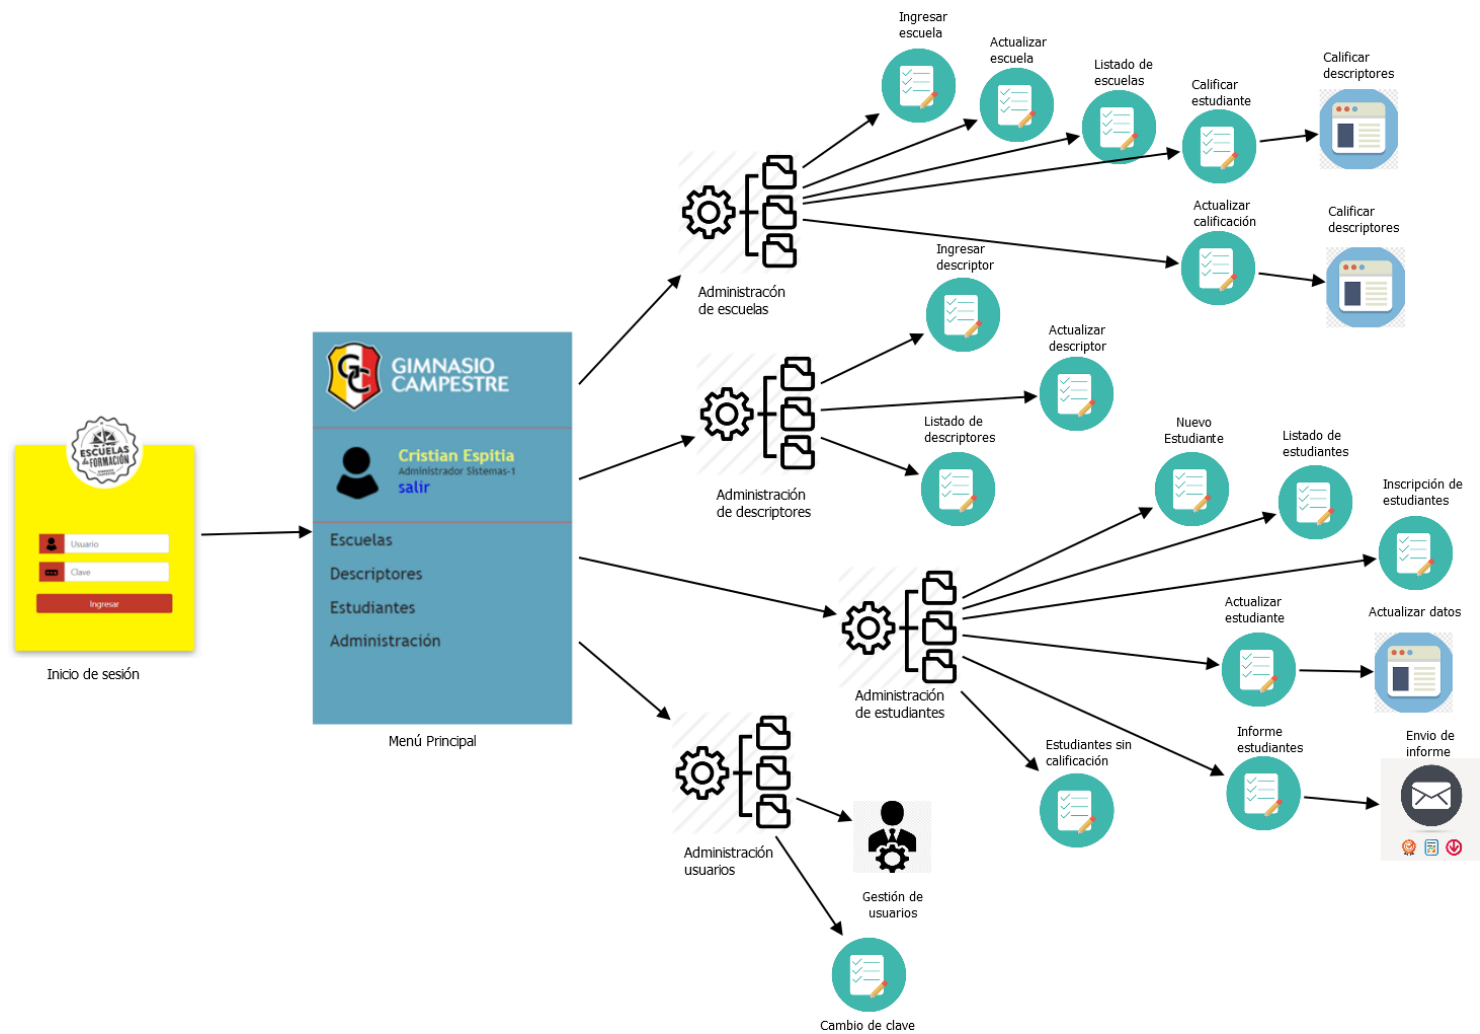 Ingresar
escuela
Actualizar
escuela
Listado de
escuelas
Calificar
estudiante
Calificar
descriptores
Administracón
de escuelas
Actualizar
calificación
Calificar
descriptores
Ingresar
descriptor
Actualizar
descriptor
Listado de
descriptores
Administración
de descriptores
GIMNASIO
CAMPESTRE
Cristian Espitia
Administrador Sistemas-1
salir
Escuelas
Descriptores
Estudiantes
Administración
Menú Principal
ESCUELAS
de FORMACIÓN
Usuario
Clave
Ingresar
Inicio de sesión
Nuevo
Estudiante
Listado de
estudiantes
Inscripción de
estudiantes
Actualizar
estudiante
Actualizar datos
Administración
de estudiantes
Estudiantes sin
calificación
Informe
estudiantes
Envio de
informe
Administración
usuarios
Gestión de
usuarios
Cambio de clave